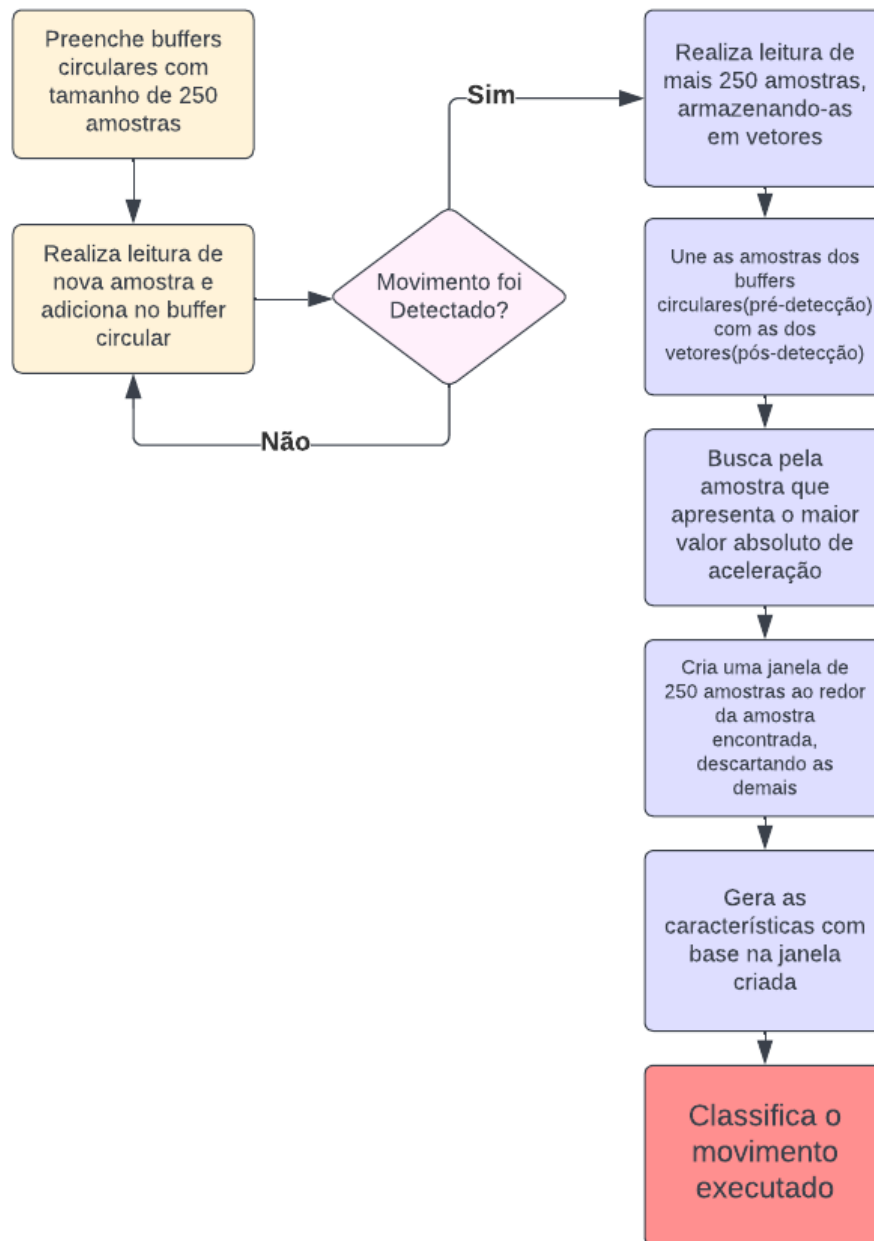 Preenche buffers
circulares com
tamanho de 250
amostras
Realiza leitura de
nova amostra e
adiciona no buffer
circular
Movimento foi
Detectado?
Sim
Não
Realiza leitura de
mais 250 amostras,
armazenando-as
em vetores
Une as amostras dos
buffers
circulares(pré-detecção)
com as dos
vetores(pós-detecção)
Busca pela
amostra que
apresenta o maior
valor absoluto de
aceleração
Cria uma janela de
250 amostras ao redor
da amostra
encontrada,
descartando as
demais
Gera as
característícas com
base na janela
criada
Classifica o
movimento
executado